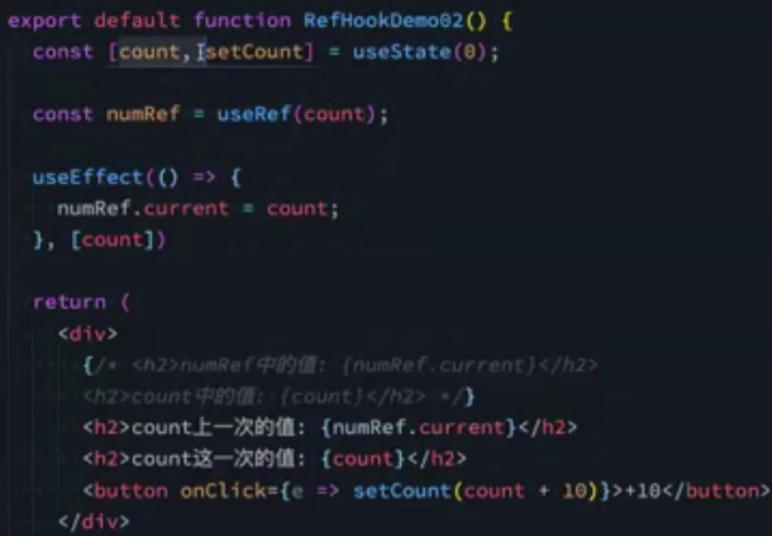 export default function RefHookDemo02() {
const [count, setCount] = useState(0);
const numRef = useRef(count);
useEffect(() => {
numRef.current = count;
}, [count])
return (
<div>
{/* <h2>numRef中的值: {numRef.current}</h2>
<h2>count中的值: {count}</h2> */}
<h2>count上一次的值: {numRef.current}</h2>
<h2>count这一次的值: {count}</h2>
<button onClick={e => setCount(count + 10)}>+10</button>
</div>